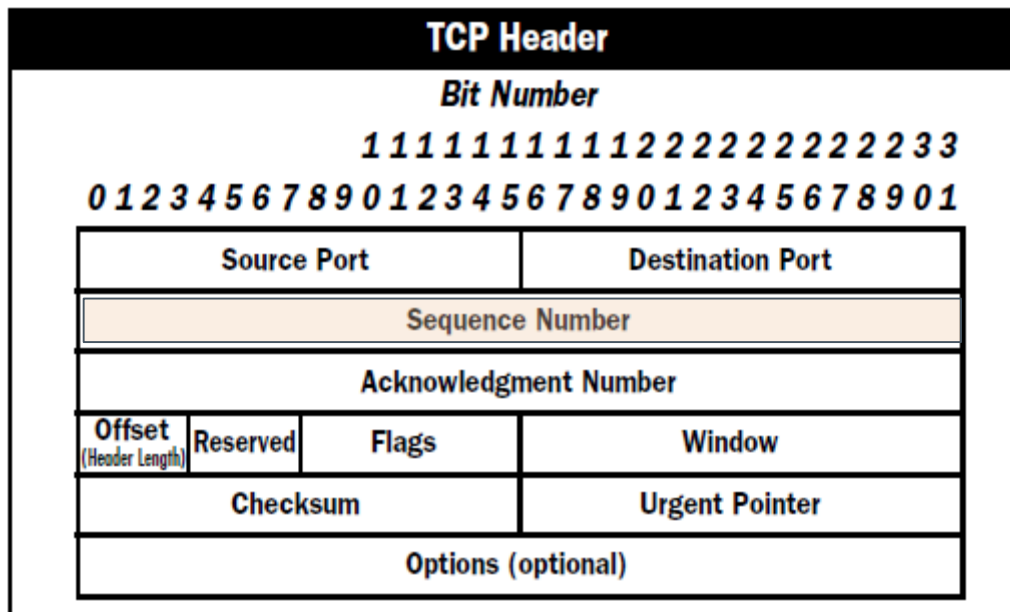 TCP Header
Bit Number
1 1 1 1 1 1 1 1 1 1 2 2 2 2 2 2 2 2 2 2 3 3
0 1 2 3 4 5 6 7 8 9 0 1 2 3 4 5 6 7 8 9 0 1 2 3 4 5 6 7 8 9 0 1
Source Port Destination Port
Sequence Number
Acknowledgment Number
Offset
(Header Length) Reserved Flags Window
Checksum Urgent Pointer
Options (optional)